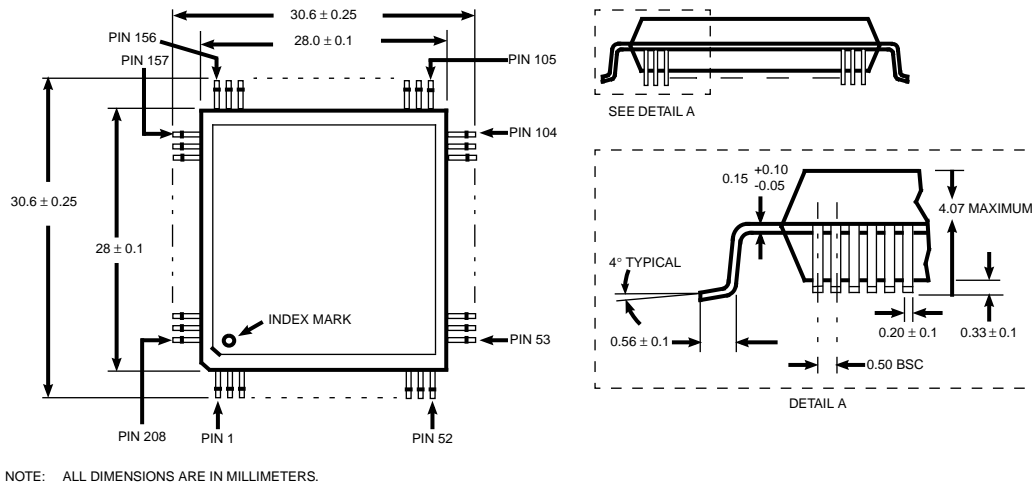 30.6 ± 0.25
28.0 ± 0.1
PIN 156
PIN 157
PIN 105
PIN 104
30.6 ± 0.25
28 ± 0.1
INDEX MARK
PIN 53
PIN 208
PIN 1
PIN 52
SEE DETAIL A
0.15 +0.10
-0.05
4.07 MAXIMUM
4° TYPICAL
0.56 ± 0.1
0.20 ± 0.1
0.33 ± 0.1
0.50 BSC
DETAIL A
NOTE: ALL DIMENSIONS ARE IN MILLIMETERS.